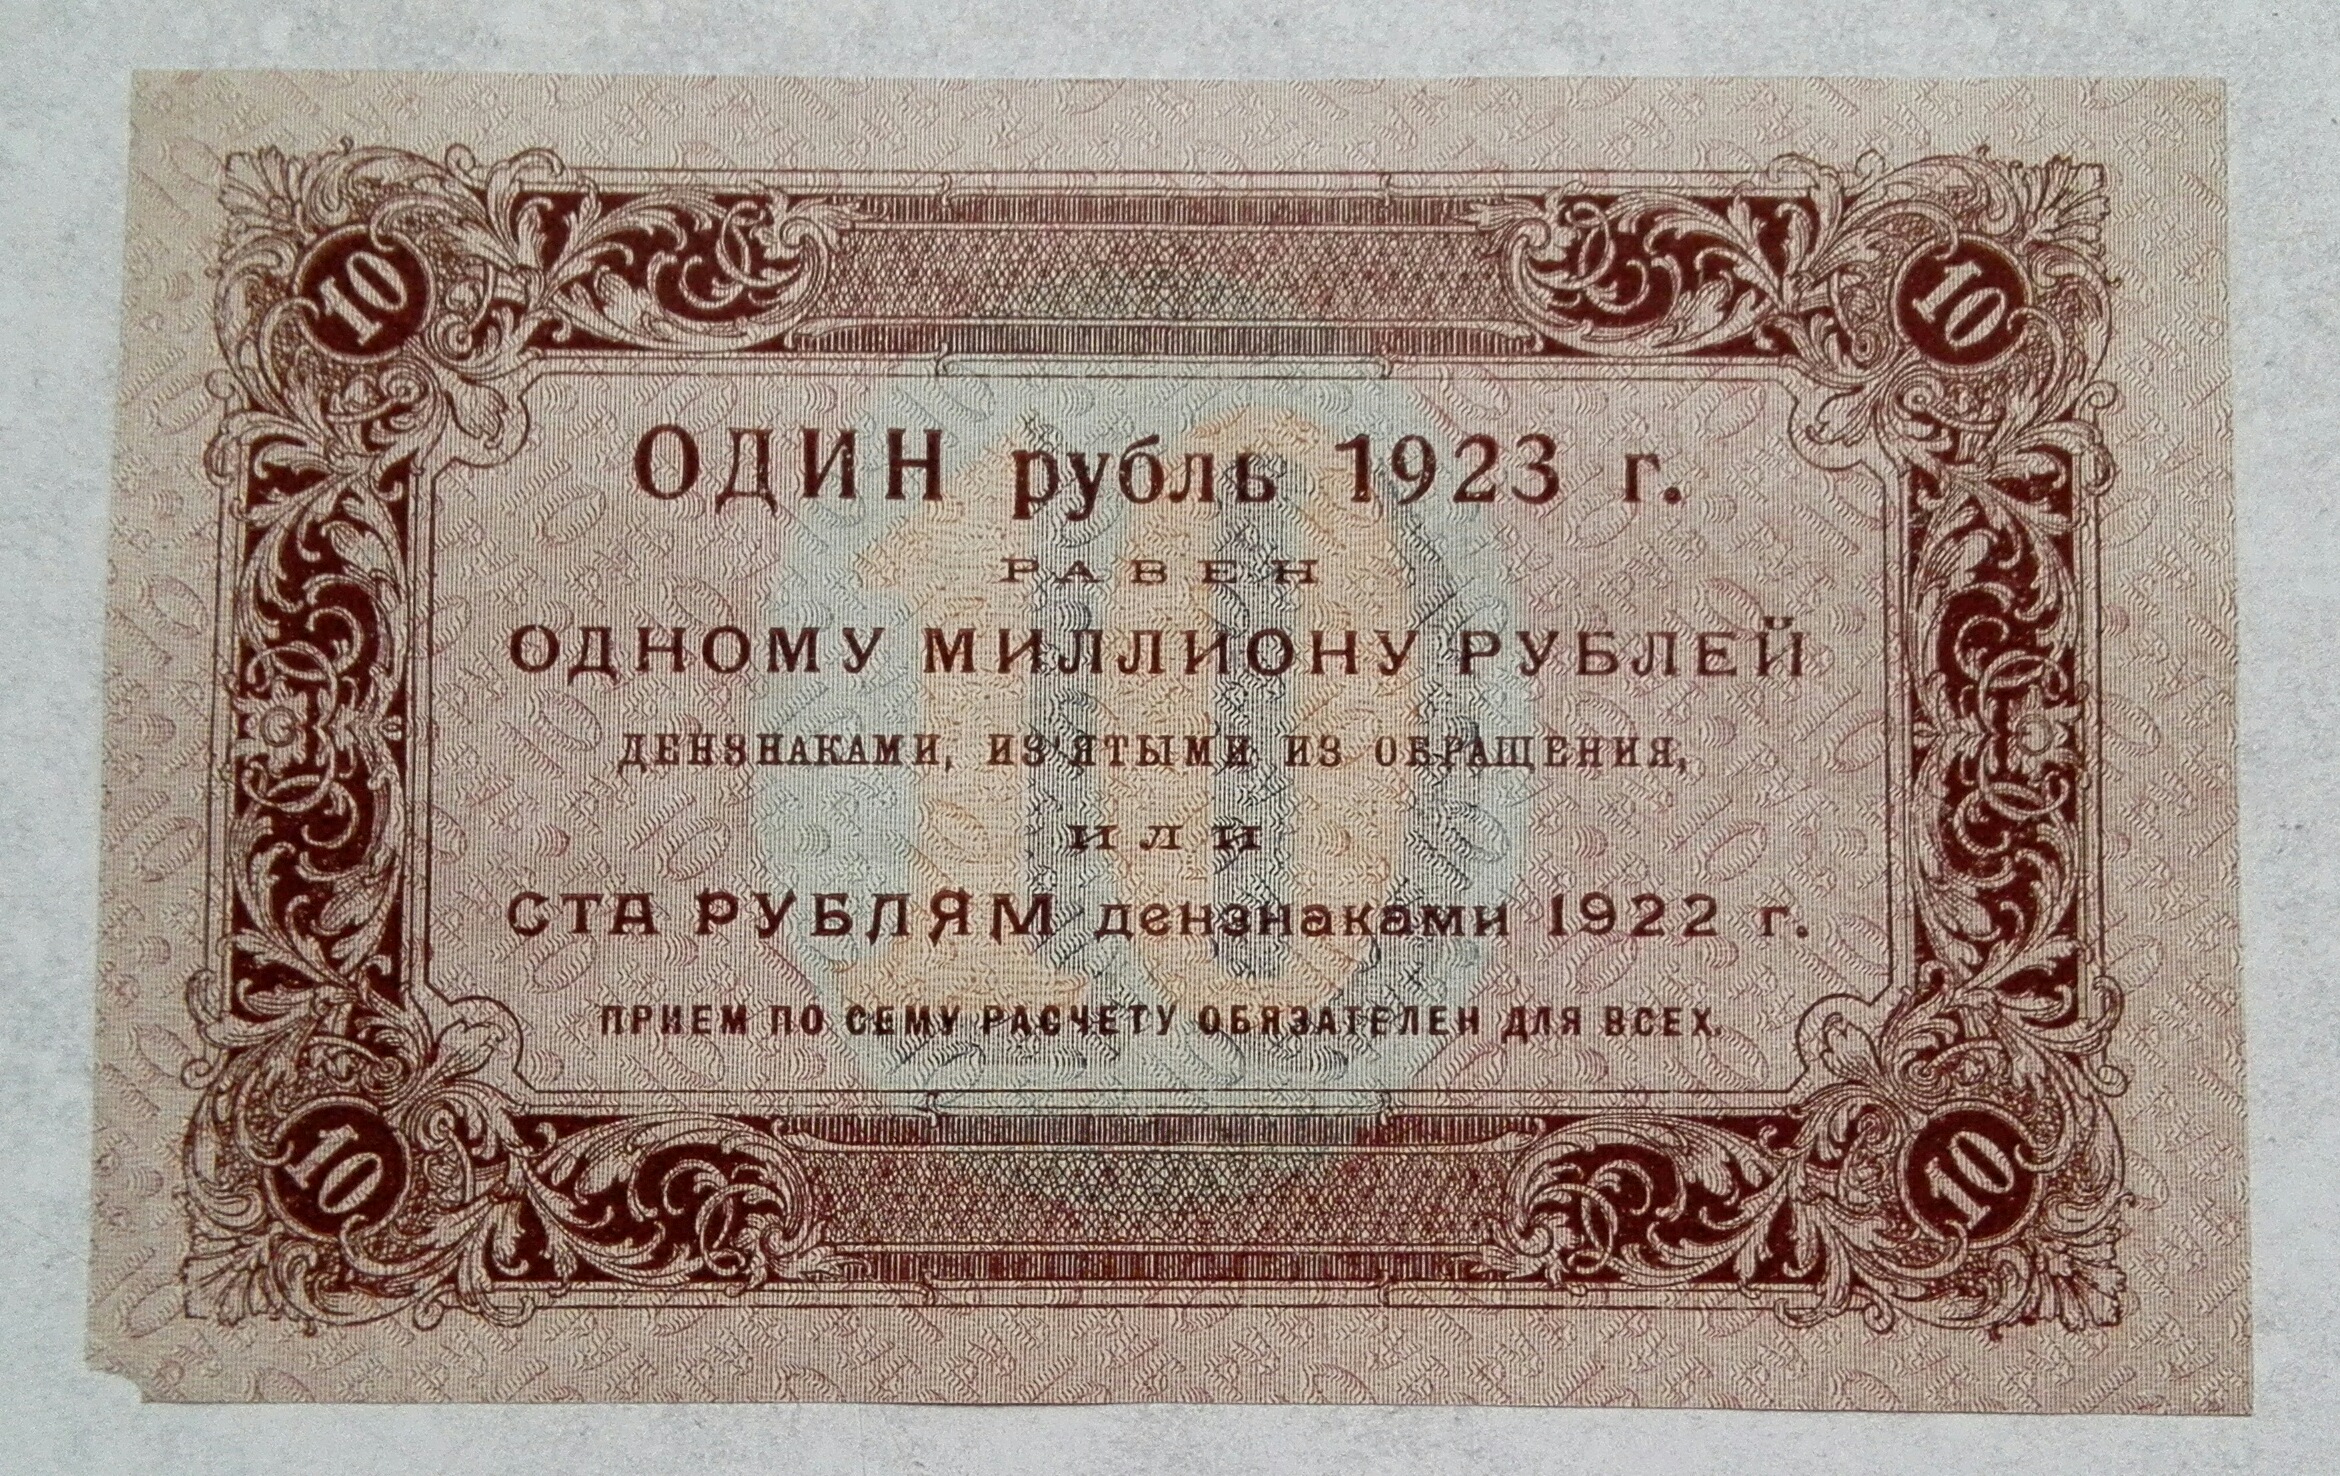 10 10
ОДИН рубль 1923 г.
РАВЕН
ОДНОМУ МИЛЛИОНУ РУБЛЕЙ
ДЕНЗНАКАМИ, ИЗ'ЯТЫМИ ИЗ ОБРАЩЕНИЯ,
ИЛИ
СТА РУБЛЯМ дензнаками 1922 г.
ПРИЕМ ПО СЕМУ РАСЧЕТУ ОБЯЗАТЕЛЕН ДЛЯ ВСЕХ.
10
10 10